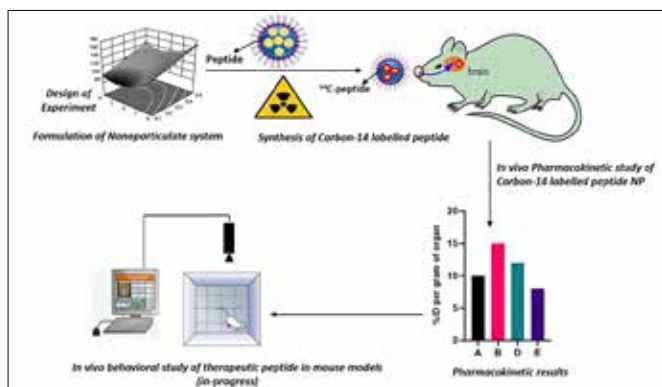 Peptide
Design of
Experiment
Formulation of Nanoparticulate system
¹⁴C-peptide
Synthesis of Carbon-14 labelled peptide
brain
In vivo Pharmacokinetic study of
Carbon-14 labelled peptide NP
%ID per gram of organ
20
15
10
5
0
A B D E
Pharmacokinetic results
In vivo behavioral study of therapeutic peptide in mouse models
(in-progress)